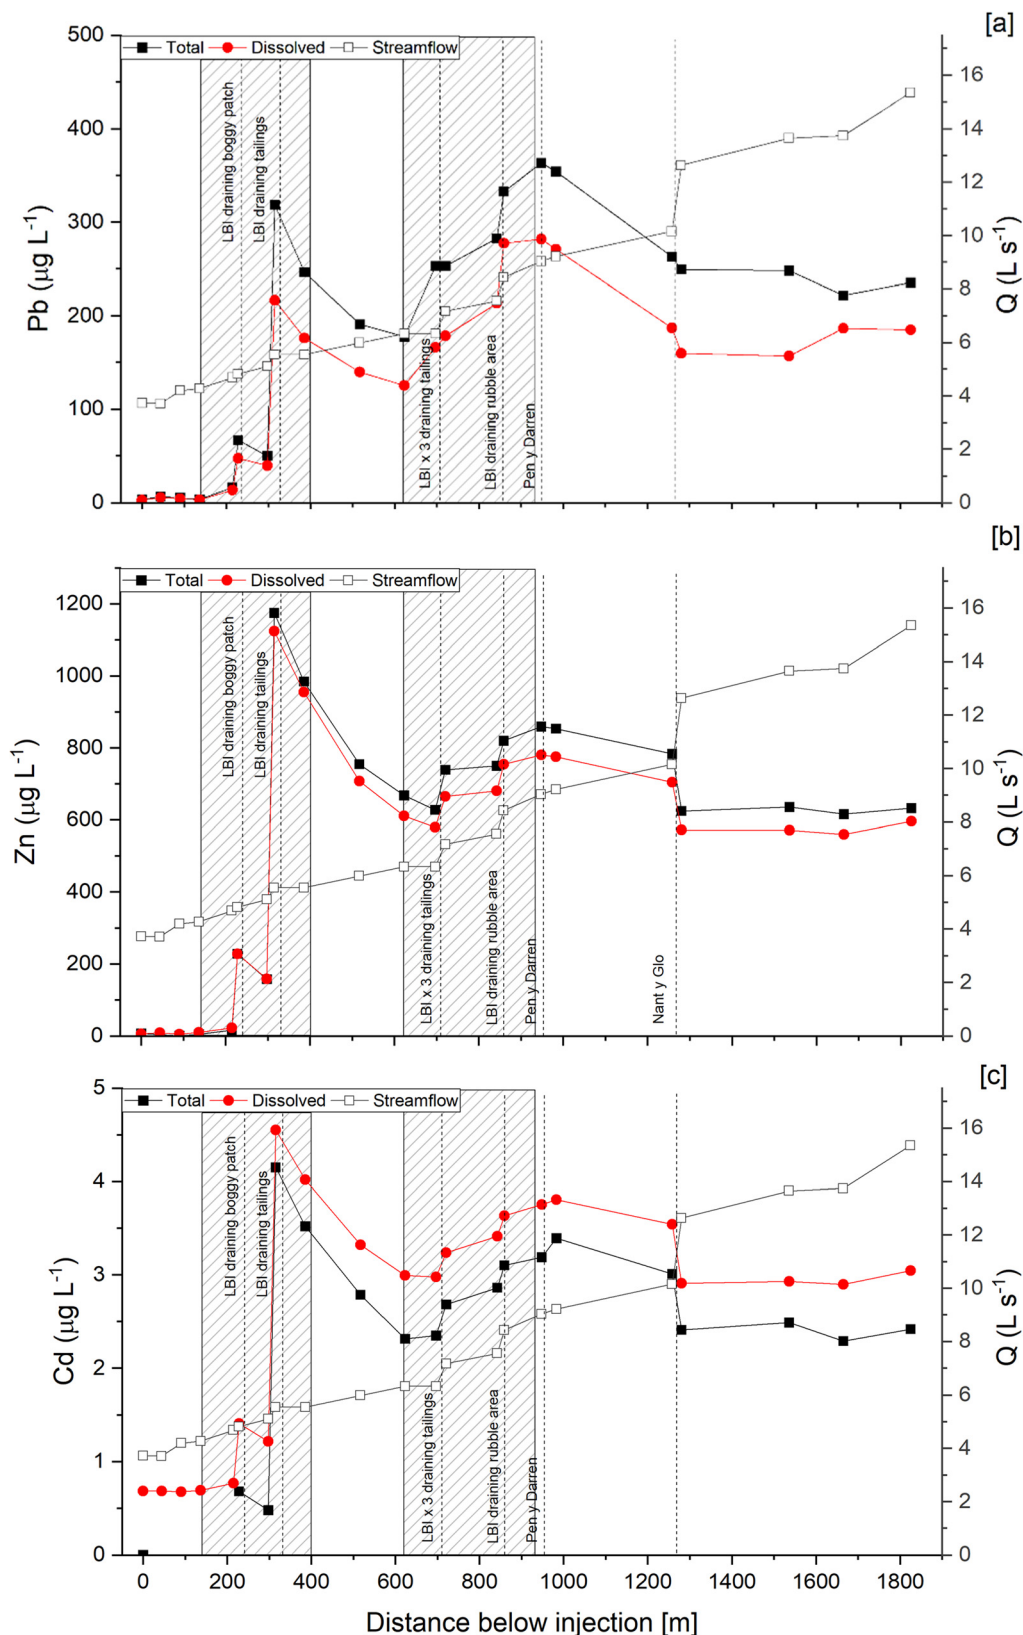 [a]
Total Dissolved Streamflow
500
400
300
200
100
0
Pb (µg L⁻¹)
LBI draining boggy patch
LBI draining tailings
LBI x 3 draining tailings
LBI draining rubble area
Pen y Darren
16
14
12
10
8
6
4
2
0
Q (L s⁻¹)
[b]
Total Dissolved Streamflow
1200
1000
800
600
400
200
0
Zn (µg L⁻¹)
LBI draining boggy patch
LBI draining tailings
LBI x 3 draining tailings
LBI draining rubble area
Pen y Darren
Nant y Glo
16
14
12
10
8
6
4
2
0
Q (L s⁻¹)
[c]
Total Dissolved Streamflow
5
4
3
2
1
0
Cd (µg L⁻¹)
LBI draining boggy patch
LBI draining tailings
LBI x 3 draining tailings
LBI draining rubble area
Pen y Darren
16
14
12
10
8
6
4
2
0
Q (L s⁻¹)
0 200 400 600 800 1000 1200 1400 1600 1800
Distance below injection [m]